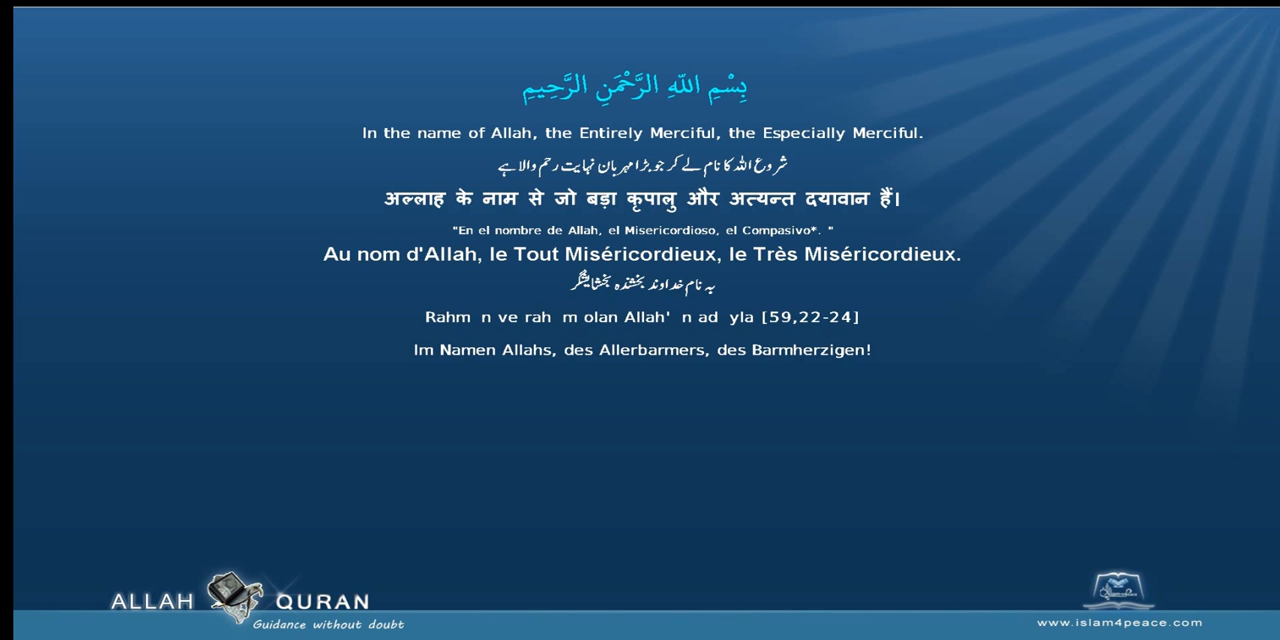 بِسْمِ اللَّهِ الرَّحْمَنِ الرَّحِيمِ
In the name of Allah, the Entirely Merciful, the Especially Merciful.
شروع الله کا نام لے کر جو بڑا مہربان نہایت رحم والا ہے
अल्लाह के नाम से जो बड़ा कृपालु और अत्यन्त दयावान हैं।
"En el nombre de Allah, el Misericordioso, el Compasivo*. "
Au nom d'Allah, le Tout Miséricordieux, le Très Miséricordieux.
به نام خداوند بخشنده بخشایشگر
Rahm n ve rah m olan Allah' n ad yla [59,22-24]
Im Namen Allahs, des Allerbarmers, des Barmherzigen!
ALLAH QURAN
Guidance without doubt
www.islam4peace.com